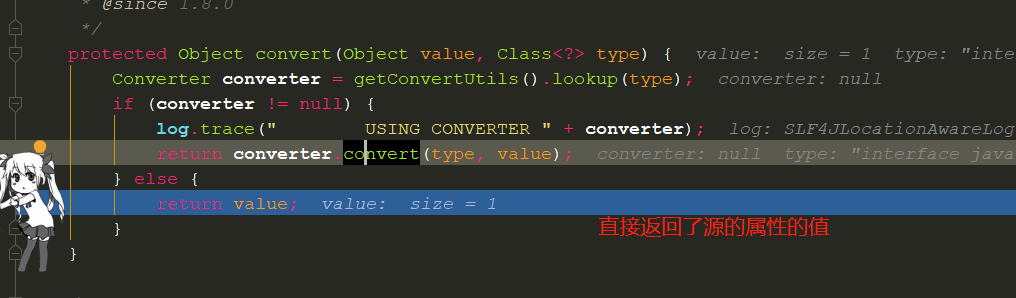 * @since 1.8.0
*/
protected Object convert(Object value, Class<?> type) {  value:  size = 1  type: "interf
Converter converter = getConvertUtils().lookup(type);  converter: null
if (converter != null) {
log.trace("        USING CONVERTER " + converter);  log: SLF4JLocationAwareLog
return converter.convert(type, value);  converter: null  type: "interface java
} else {
return value;  value:  size = 1
直接返回了源的属性的值
}
}